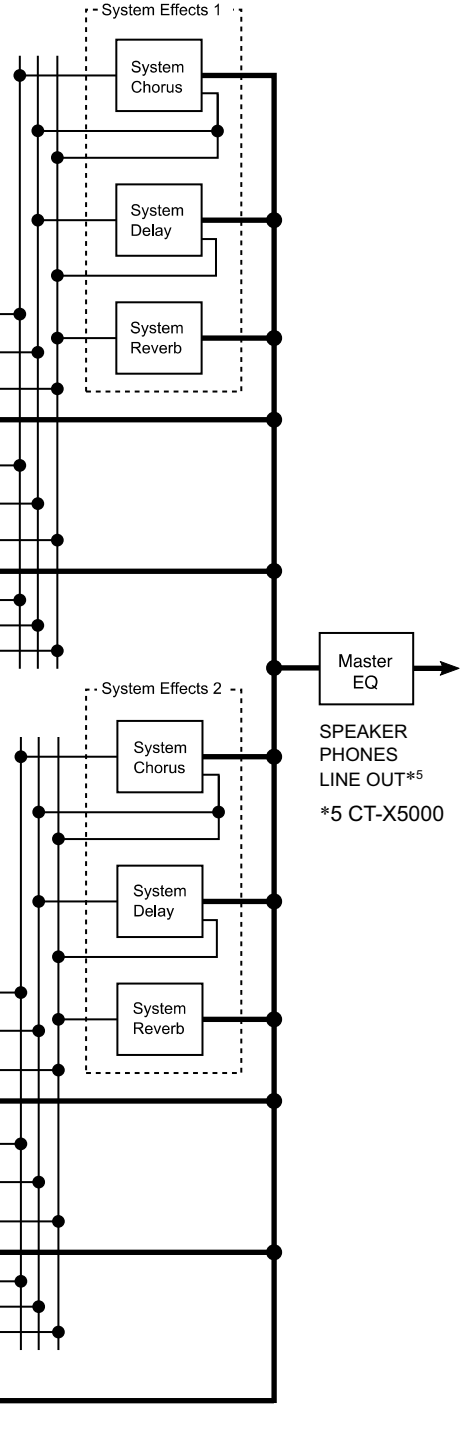 System Effects 1
System
Chorus
System
Delay
System
Reverb
Master
EQ
SPEAKER
PHONES
LINE OUT*5
*5 CT-X5000
System Effects 2
System
Chorus
System
Delay
System
Reverb